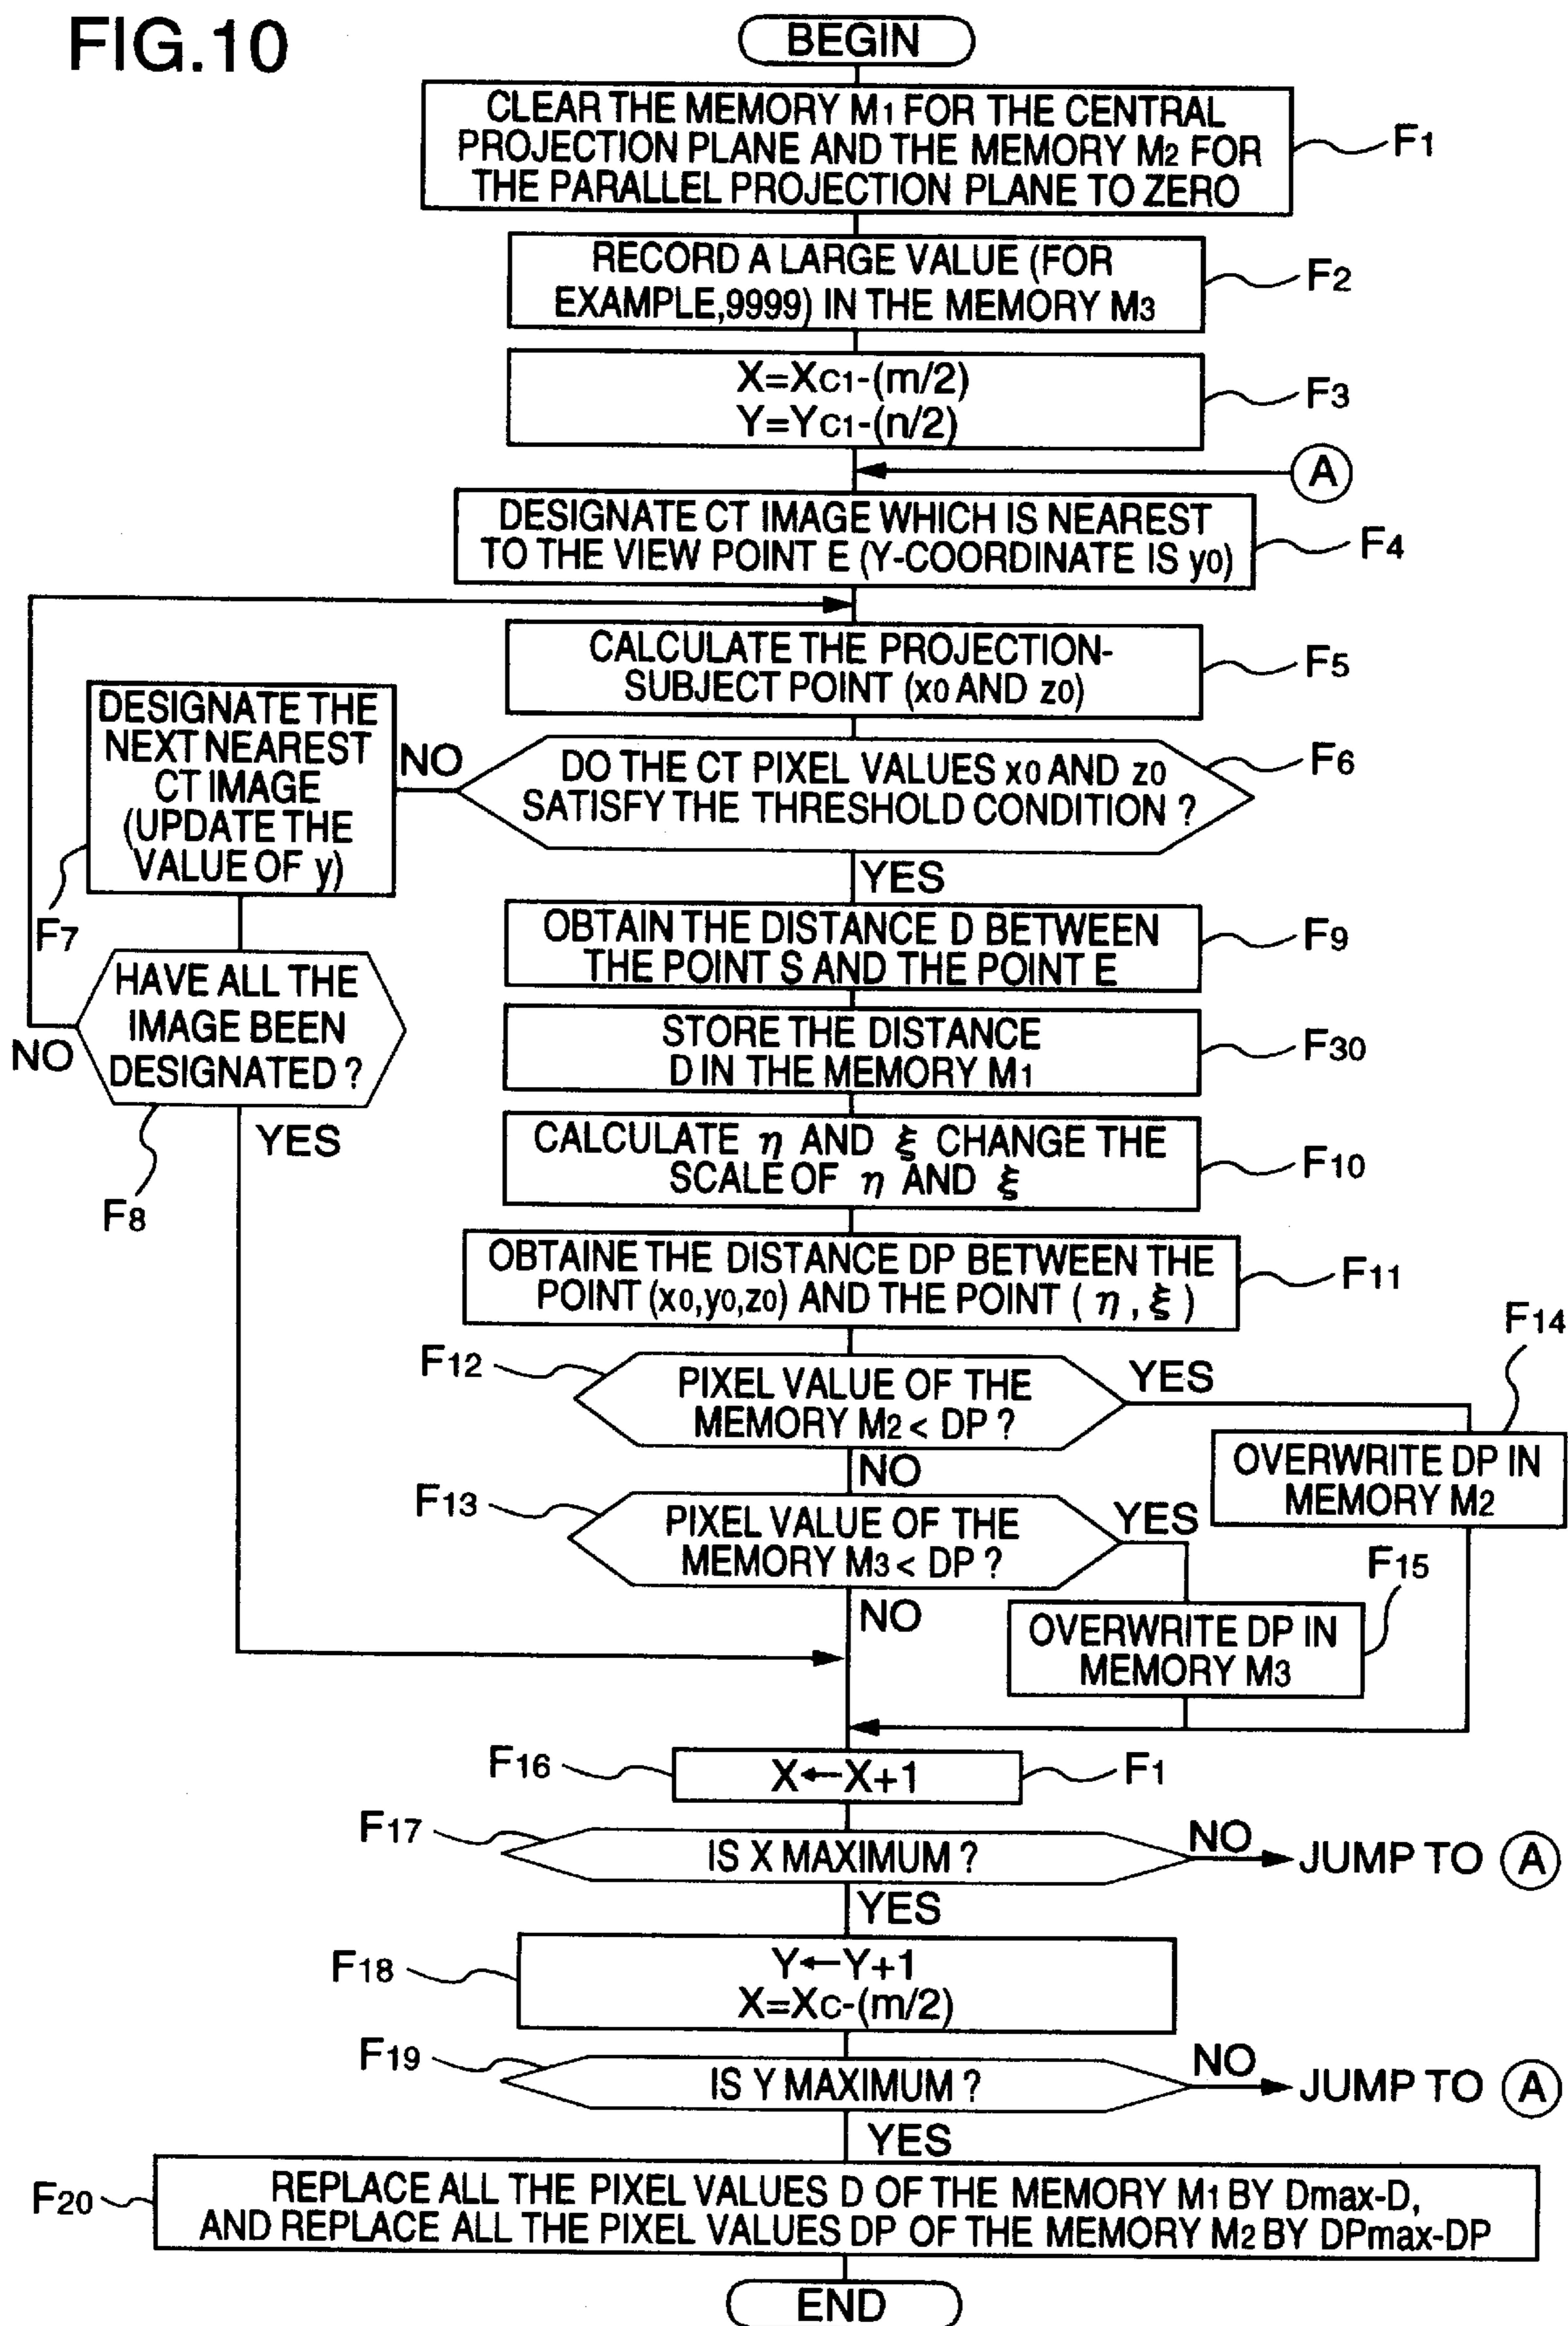 FIG.10
BEGIN
CLEAR THE MEMORY M1 FOR THE CENTRAL
PROJECTION PLANE AND THE MEMORY M2 FOR
THE PARALLEL PROJECTION PLANE TO ZERO
F1
RECORD A LARGE VALUE (FOR
EXAMPLE,9999) IN THE MEMORY M3
F2
X=XC1-(m/2)
Y=YC1-(n/2)
F3
A
DESIGNATE CT IMAGE WHICH IS NEAREST
TO THE VIEW POINT E (Y-COORDINATE IS y0)
F4
CALCULATE THE PROJECTION-
SUBJECT POINT (x0 AND z0)
F5
DO THE CT PIXEL VALUES x0 AND z0
SATISFY THE THRESHOLD CONDITION ?
F6
NO
DESIGNATE THE
NEXT NEAREST
CT IMAGE
(UPDATE THE
VALUE OF y)
F7
YES
HAVE ALL THE
IMAGE BEEN
DESIGNATED ?
NO
YES
F8
OBTAIN THE DISTANCE D BETWEEN
THE POINT S AND THE POINT E
F9
STORE THE DISTANCE
D IN THE MEMORY M1
F30
CALCULATE η AND ξ CHANGE THE
SCALE OF η AND ξ
F10
OBTAINE THE DISTANCE DP BETWEEN THE
POINT (x0,y0,z0) AND THE POINT ( η , ξ )
F11
F12
PIXEL VALUE OF THE
MEMORY M2 < DP ?
YES
F14
OVERWRITE DP IN
MEMORY M2
NO
F13
PIXEL VALUE OF THE
MEMORY M3 < DP ?
YES
F15
OVERWRITE DP IN
MEMORY M3
NO
F16
X←X+1
F1
F17
IS X MAXIMUM ?
NO
JUMP TO A
YES
F18
Y←Y+1
X=XC-(m/2)
F19
IS Y MAXIMUM ?
NO
JUMP TO A
YES
F20
REPLACE ALL THE PIXEL VALUES D OF THE MEMORY M1 BY Dmax-D,
AND REPLACE ALL THE PIXEL VALUES DP OF THE MEMORY M2 BY DPmax-DP
END